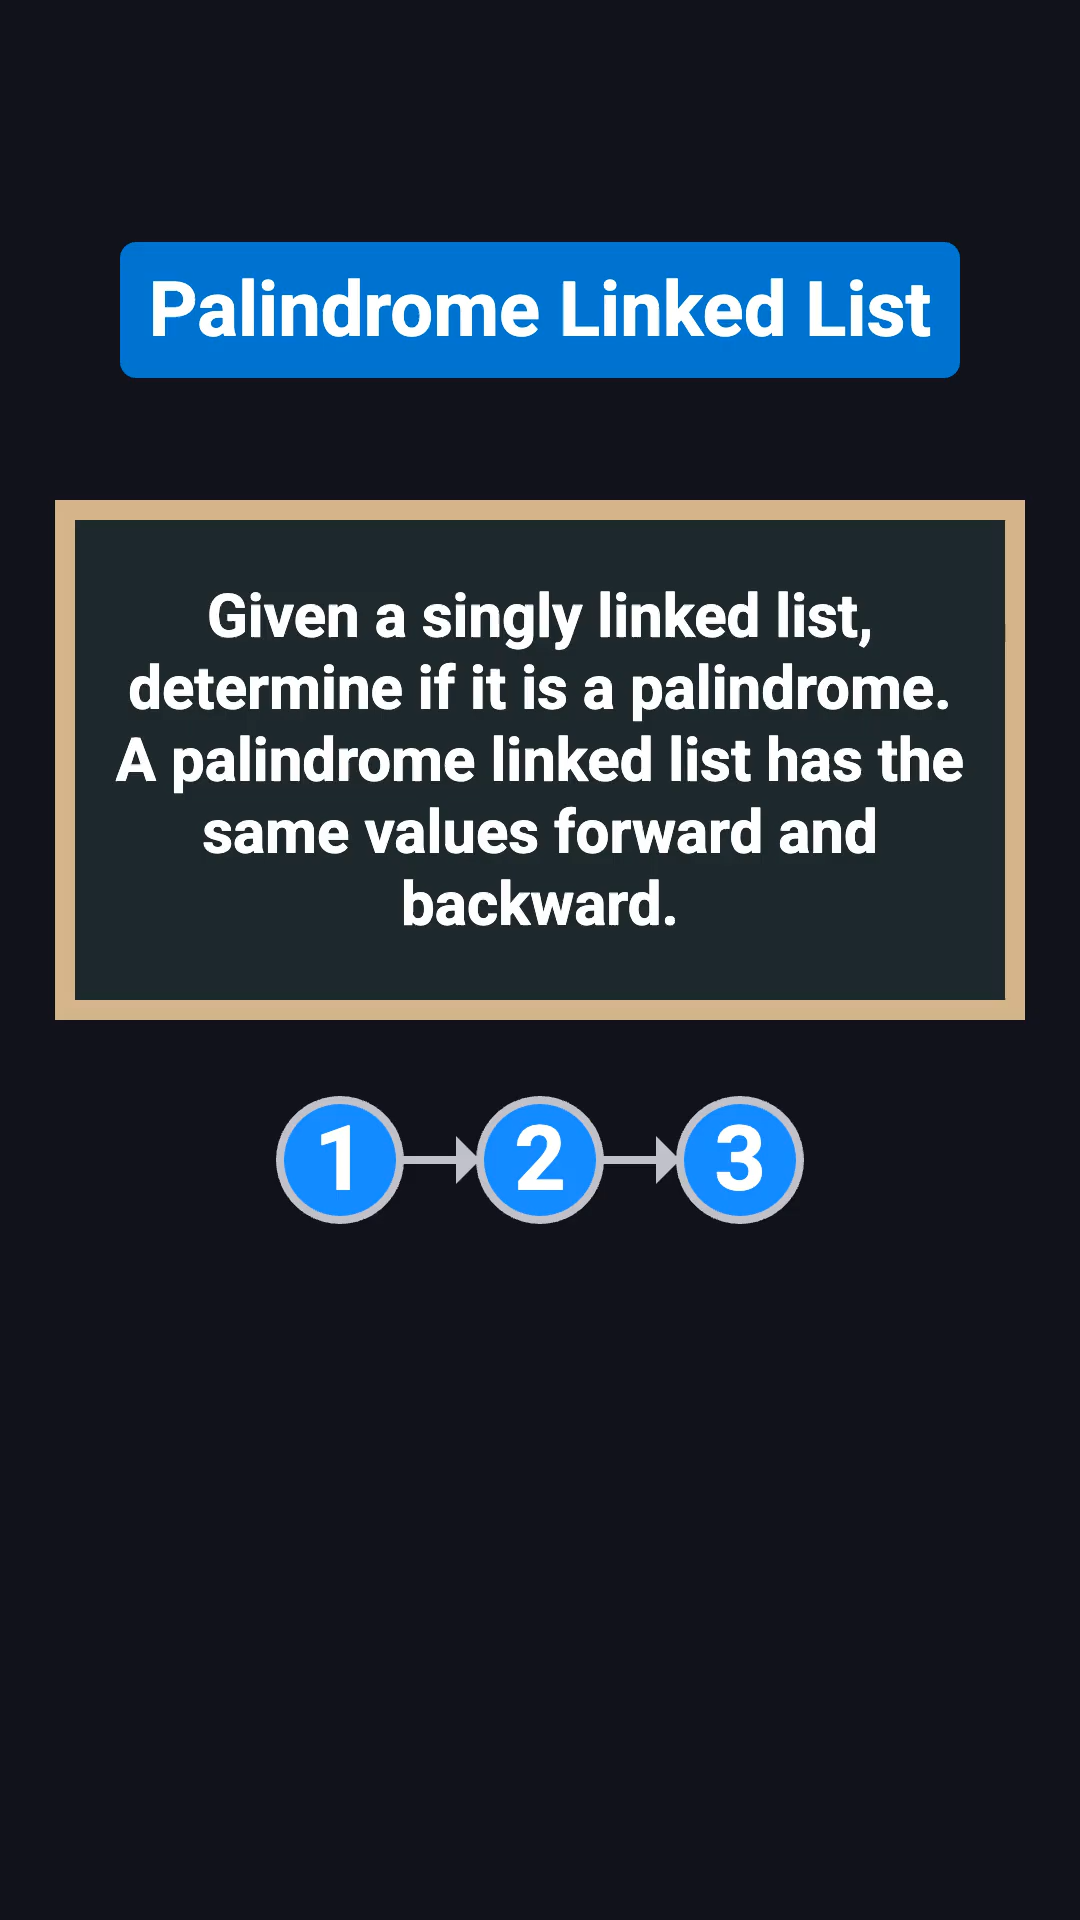 Palindrome Linked List
Given a singly linked list,
determine if it is a palindrome.
A palindrome linked list has the
same values forward and
backward.
1 2 3